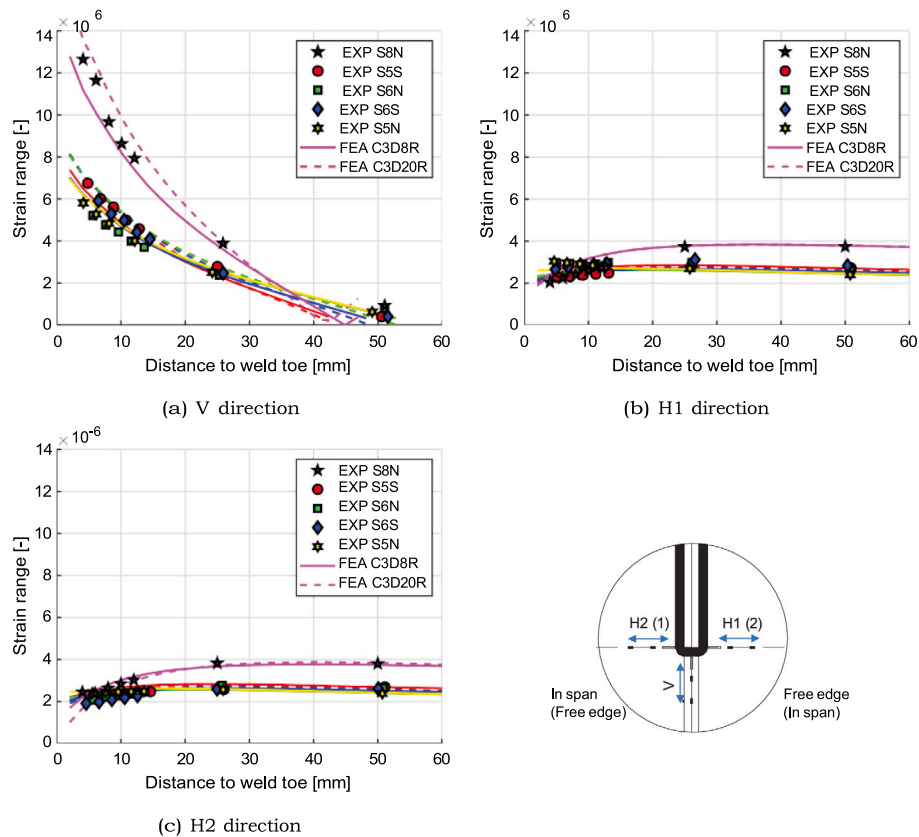 × 10 6
14
12
10
8
6
4
2
0
0 10 20 30 40 50 60
Strain range [-]
Distance to weld toe [mm]
EXP S8N
EXP S5S
EXP S6N
EXP S6S
EXP S5N
FEA C3D8R
FEA C3D20R
(a) V direction
× 10 6
14
12
10
8
6
4
2
0
0 10 20 30 40 50 60
Strain range [-]
Distance to weld toe [mm]
EXP S8N
EXP S5S
EXP S6N
EXP S6S
EXP S5N
FEA C3D8R
FEA C3D20R
(b) H1 direction
× 10 -6
14
12
10
8
6
4
2
0
0 10 20 30 40 50 60
Strain range [-]
Distance to weld toe [mm]
EXP S8N
EXP S5S
EXP S6N
EXP S6S
EXP S5N
FEA C3D8R
FEA C3D20R
(c) H2 direction
H2 (1)
H1 (2)
V
In span
(Free edge)
Free edge
(In span)